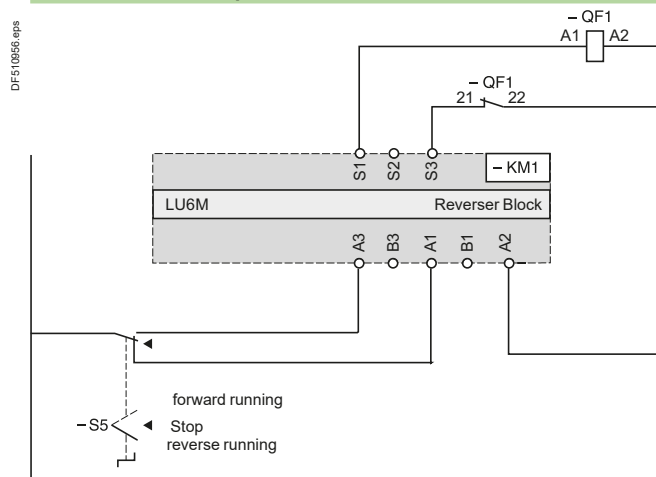 DF510956.eps
– QF1
A1 A2
– QF1
21 22
S1 S2 S3
– KM1
LU6M Reverser Block
A3 B3 A1 B1 A2
forward running
– S5 Stop
reverse running